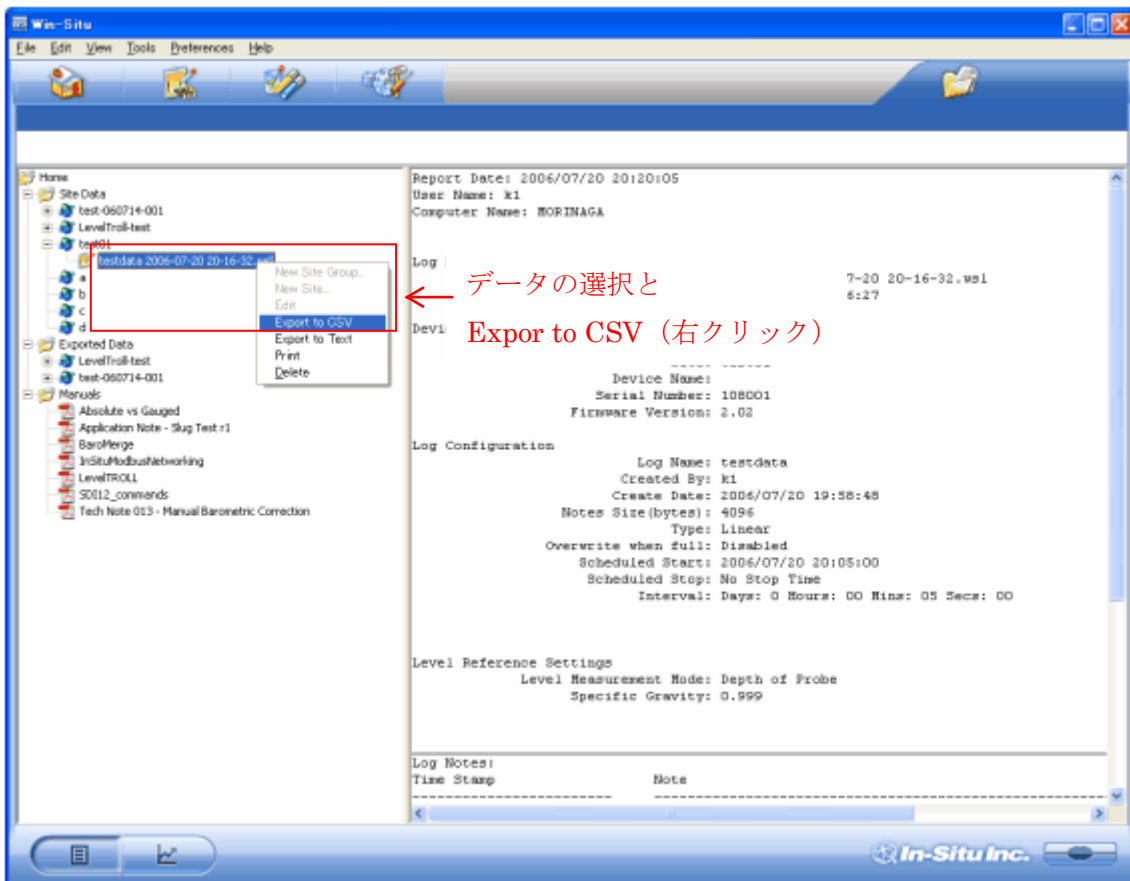 Win-Situ
File Edit View Tools Preferences Help
Home
Site Data
test-060714-001
LevelTroll-test
test01
testdata 2006-07-20 20-16-32.wsl
a
b
c
d
Exported Data
LevelTroll-test
test-060714-001
Manuals
Absolute vs Gauged
Application Note - Slug Test r1
BaroMerge
InSituModbusNetworking
LevelTROLL
SDI12_commands
Tech Note 013 - Manual Barometric Correction
New Site Group...
New Site...
Edit
Export to CSV
Export to Text
Print
Delete
データの選択と
Expor to CSV（右クリック）
Report Date: 2006/07/20 20:20:05
User Name: k1
Computer Name: MORINAGA
Log
7-20 20-16-32.wsl
6:27
Devi
Device Name:
Serial Number: 108001
Firmware Version: 2.02
Log Configuration
Log Name: testdata
Created By: k1
Create Date: 2006/07/20 19:58:48
Notes Size(bytes): 4096
Type: Linear
Overwrite when full: Disabled
Scheduled Start: 2006/07/20 20:05:00
Scheduled Stop: No Stop Time
Interval: Days: 0 Hours: 00 Mins: 05 Secs: 00
Level Reference Settings
Level Measurement Mode: Depth of Probe
Specific Gravity: 0.999
Log Notes:
Time Stamp Note
In-Situ Inc.